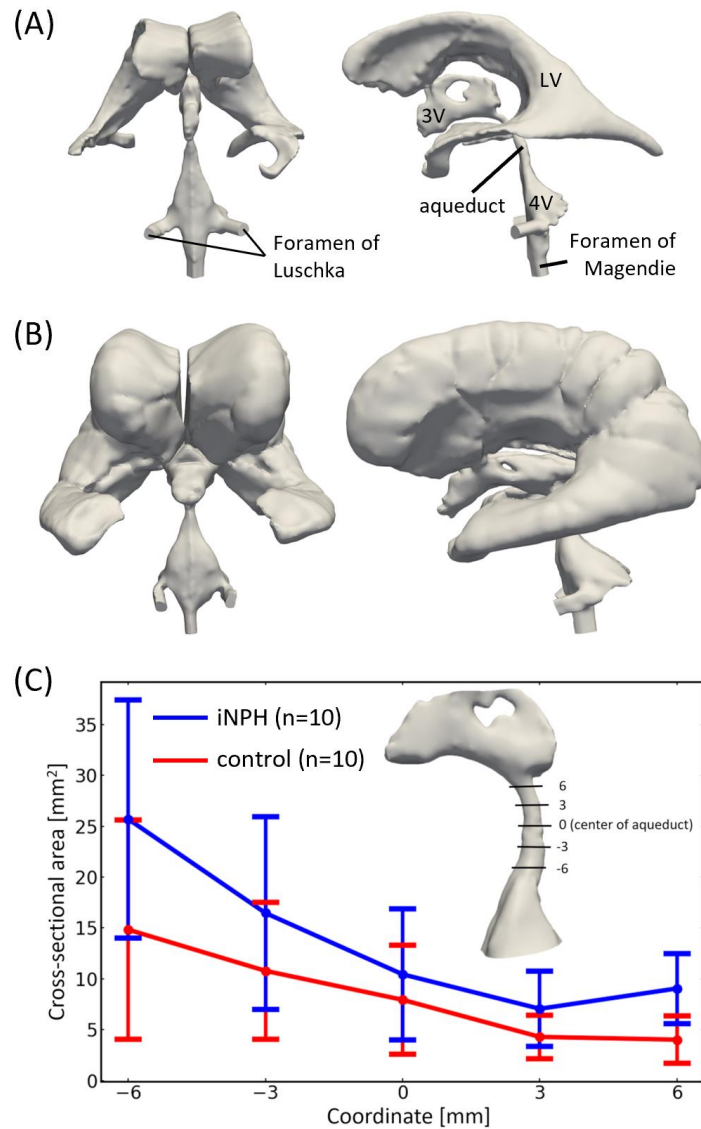 (A)
LV
3V
aqueduct
4V
Foramen of
Luschka
Foramen of
Magendie
(B)
(C)
iNPH (n=10)
control (n=10)
6
3
0 (center of aqueduct)
-3
-6
Cross-sectional area [mm²]
35
30
25
20
15
10
5
0
−6
−3
0
3
6
Coordinate [mm]